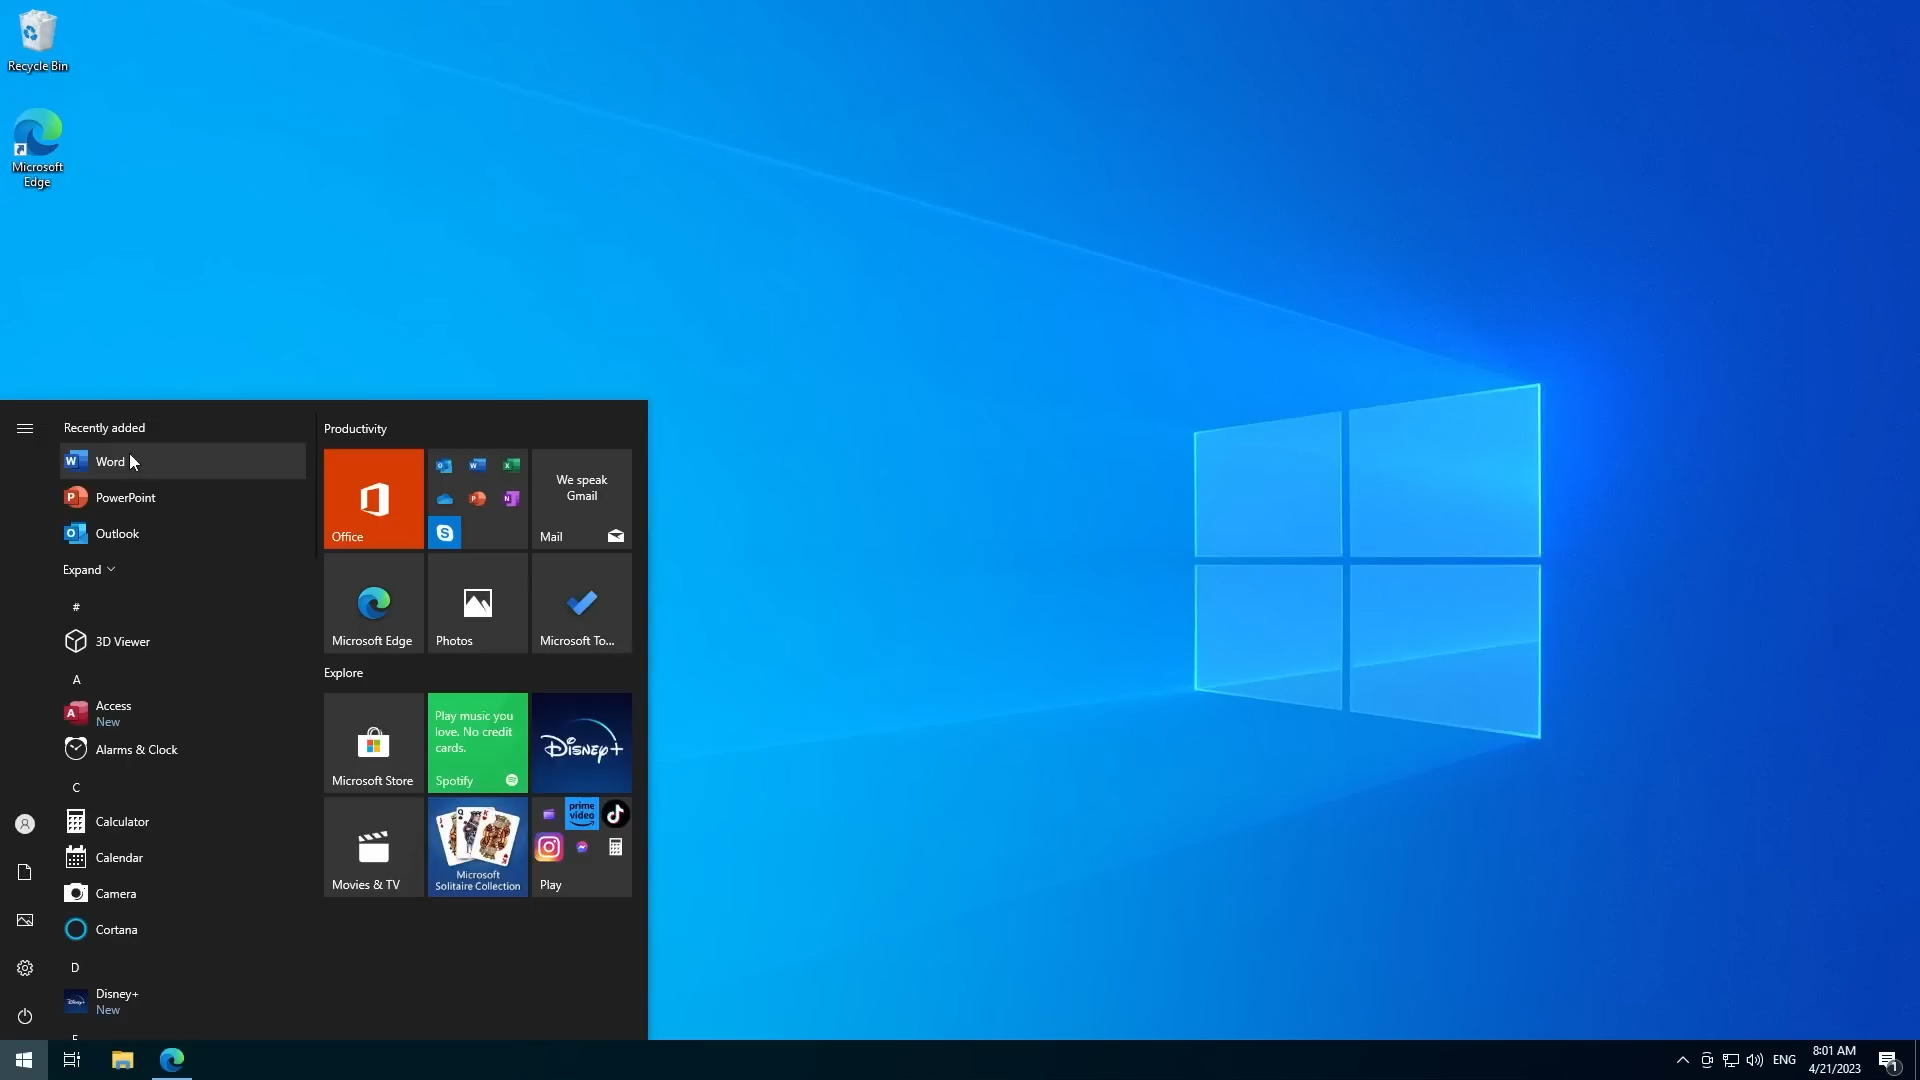 Recycle Bin
Microsoft
Edge
Recently added
Word
PowerPoint
Outlook
Expand
#
3D Viewer
A
Access
New
Alarms & Clock
C
Calculator
Calendar
Camera
Cortana
D
Disney+
New
Productivity
Office
We speak
Gmail
Mail
Microsoft Edge
Photos
Microsoft To...
Explore
Microsoft Store
Play music you
love. No credit
cards.
Spotify
Disney+
Movies & TV
Microsoft
Solitaire Collection
prime
video
Play
ENG
8:01 AM
4/21/2023
1